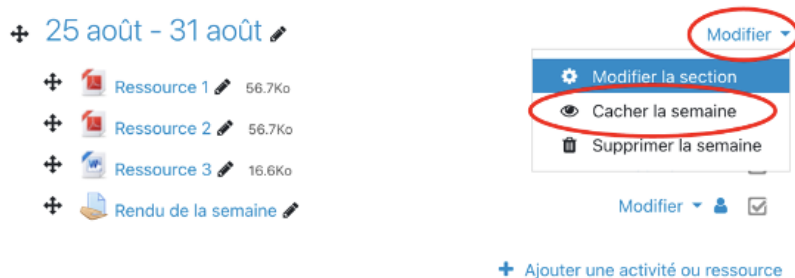 25 août - 31 août
Modifier
Modifier la section
Ressource 1 56.7Ko
Cacher la semaine
Ressource 2 56.7Ko
Supprimer la semaine
Ressource 3 16.6Ko
Rendu de la semaine
Modifier
Ajouter une activité ou ressource